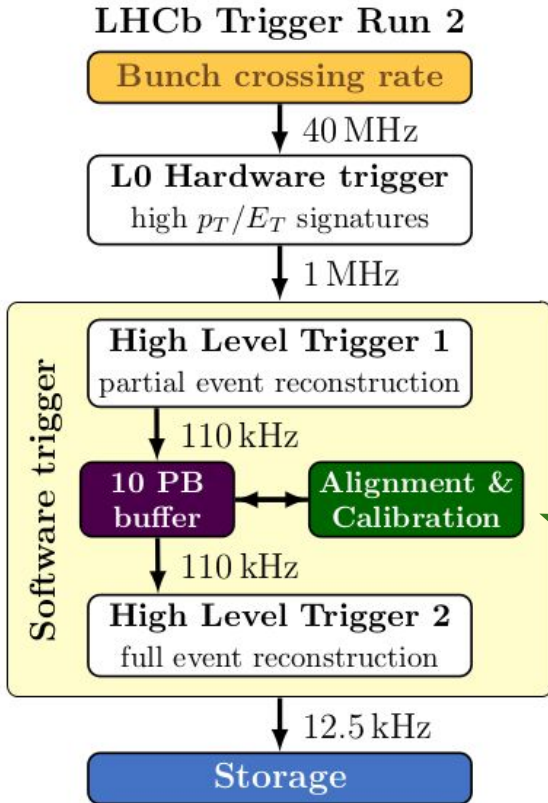 LHCb Trigger Run 2
Bunch crossing rate
40 MHz
L0 Hardware trigger
high p_T/E_T signatures
1 MHz
Software trigger
High Level Trigger 1
partial event reconstruction
110 kHz
10 PB
buffer
Alignment &
Calibration
110 kHz
High Level Trigger 2
full event reconstruction
12.5 kHz
Storage